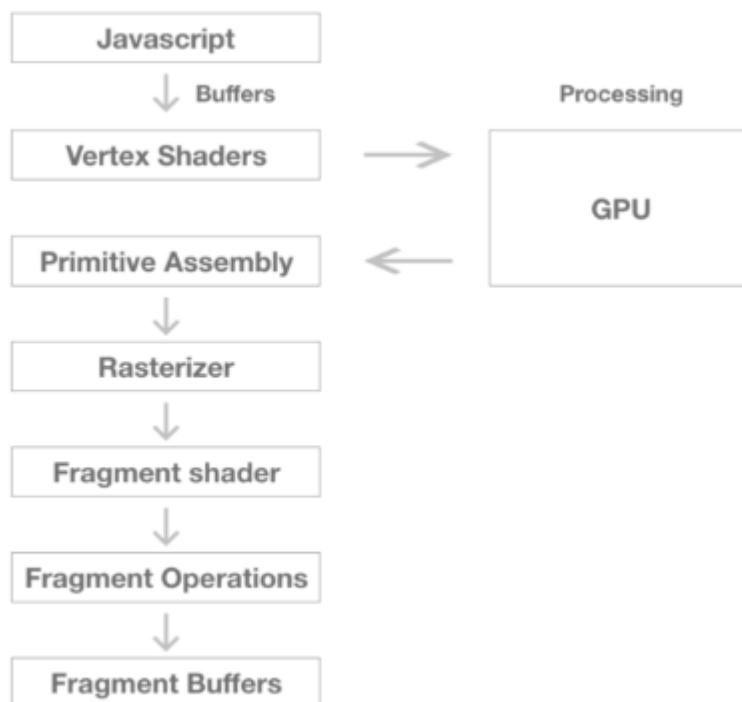 Javascript
Buffers
Processing
Vertex Shaders
GPU
Primitive Assembly
Rasterizer
Fragment shader
Fragment Operations
Fragment Buffers